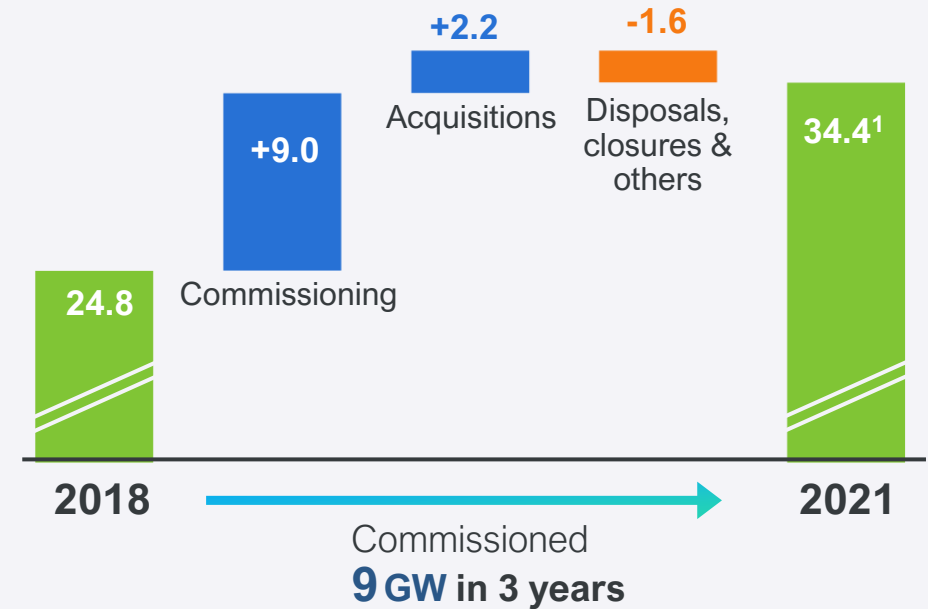 +2.2
-1.6
Acquisitions
Disposals,
closures &
others
+9.0
34.4¹
Commissioning
24.8
2018
2021
Commissioned
9 GW in 3 years